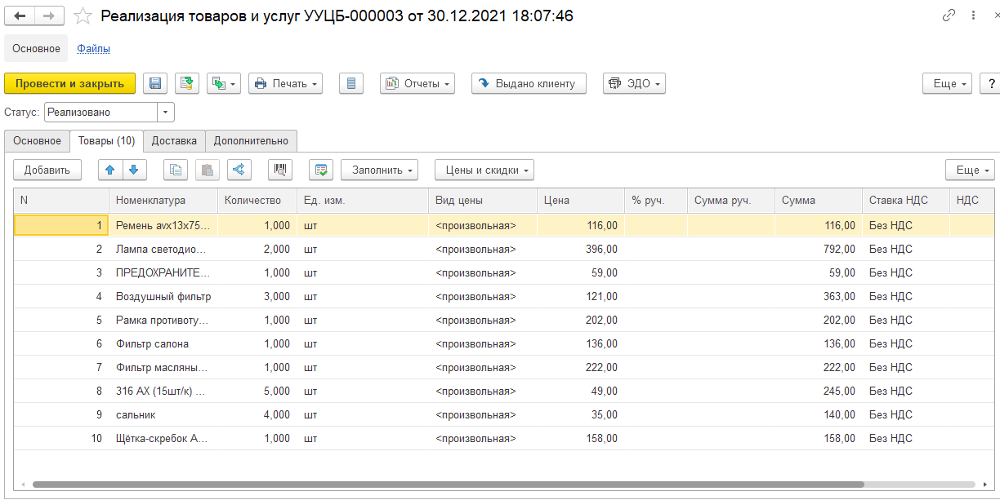 Реализация товаров и услуг УУЦБ-000003 от 30.12.2021 18:07:46
Основное Файлы
Провести и закрыть Печать Отчеты Выдано клиенту ЭДО Еще ?
Статус: Реализовано
Основное Товары (10) Доставка Дополнительно
Добавить Заполнить Цены и скидки Еще
N Номенклатура Количество Ед. изм. Вид цены Цена % руч. Сумма руч. Сумма Ставка НДС НДС
1 Ремень avx13x75... 1,000 шт <произвольная> 116,00 116,00 Без НДС
2 Лампа светодио... 2,000 шт <произвольная> 396,00 792,00 Без НДС
3 ПРЕДОХРАНИТЕ... 1,000 шт <произвольная> 59,00 59,00 Без НДС
4 Воздушный фильтр 3,000 шт <произвольная> 121,00 363,00 Без НДС
5 Рамка противоту... 1,000 шт <произвольная> 202,00 202,00 Без НДС
6 Фильтр салона 1,000 шт <произвольная> 136,00 136,00 Без НДС
7 Фильтр масляны... 1,000 шт <произвольная> 222,00 222,00 Без НДС
8 316 АХ (15шт/к) ... 5,000 шт <произвольная> 49,00 245,00 Без НДС
9 сальник 4,000 шт <произвольная> 35,00 140,00 Без НДС
10 Щётка-скребок А... 1,000 шт <произвольная> 158,00 158,00 Без НДС